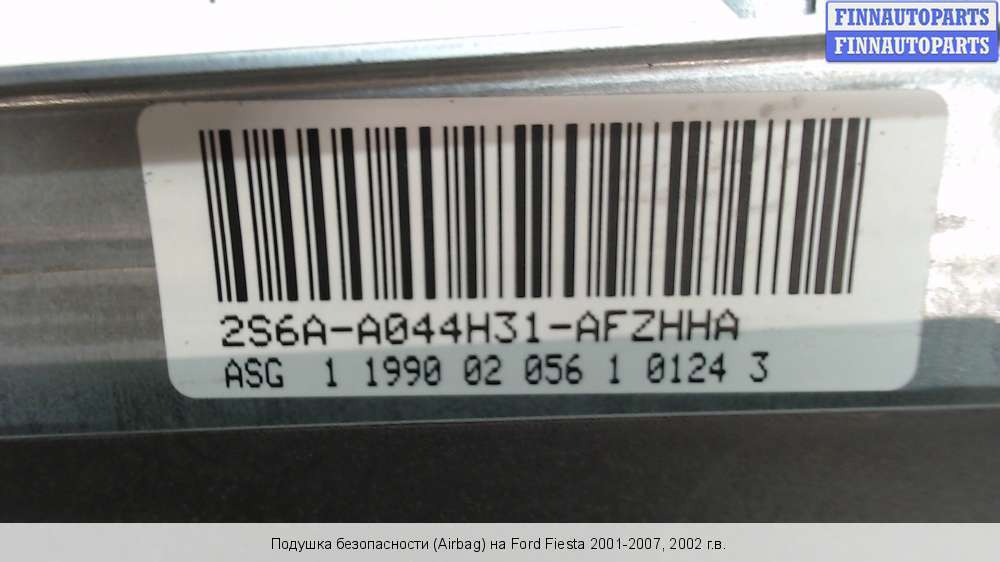 FINNAUTOPARTS
FINNAUTOPARTS
2S6A-A044H31-AFZHHA
ASG 1 1990 02 056 1 0124 3
Подушка безопасности (Airbag) на Ford Fiesta 2001-2007, 2002 г.в.